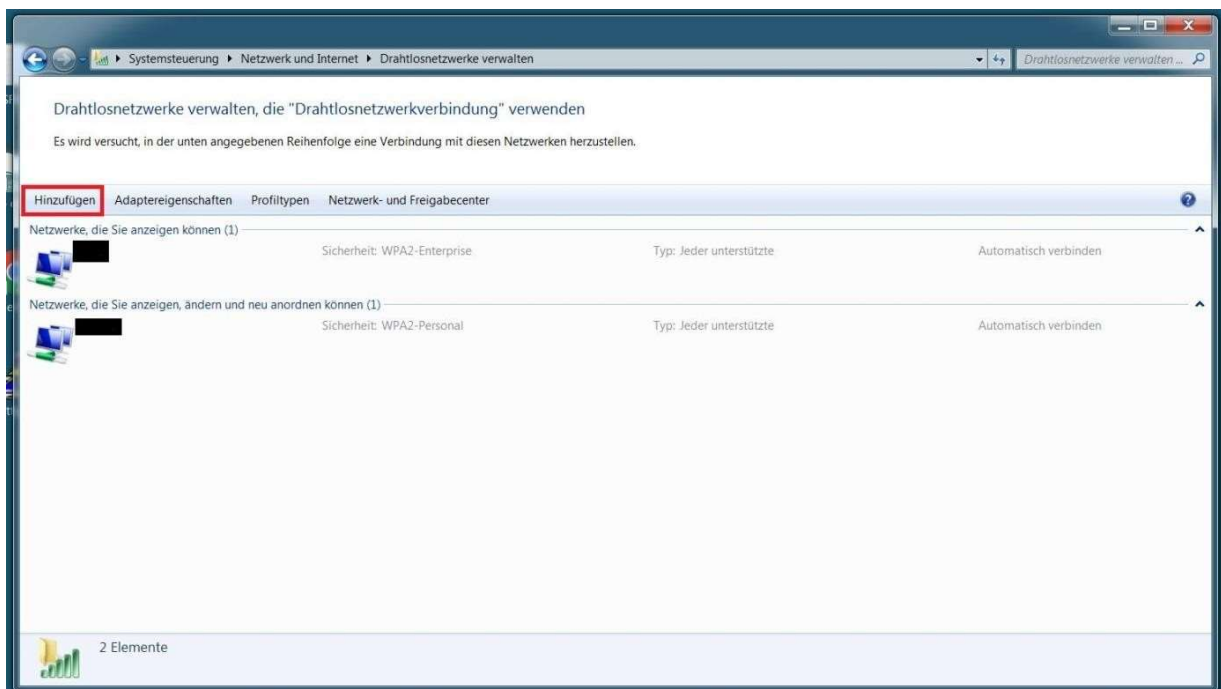 Systemsteuerung ▸ Netzwerk und Internet ▸ Drahtlosnetzwerke verwalten
Drahtlosnetzwerke verwalten ...
Drahtlosnetzwerke verwalten, die "Drahtlosnetzwerkverbindung" verwenden
Es wird versucht, in der unten angegebenen Reihenfolge eine Verbindung mit diesen Netzwerken herzustellen.
Hinzufügen Adaptereigenschaften Profiltypen Netzwerk- und Freigabecenter
Netzwerke, die Sie anzeigen können (1)
Sicherheit: WPA2-Enterprise Typ: Jeder unterstützte Automatisch verbinden
Netzwerke, die Sie anzeigen, ändern und neu anordnen können (1)
Sicherheit: WPA2-Personal Typ: Jeder unterstützte Automatisch verbinden
2 Elemente